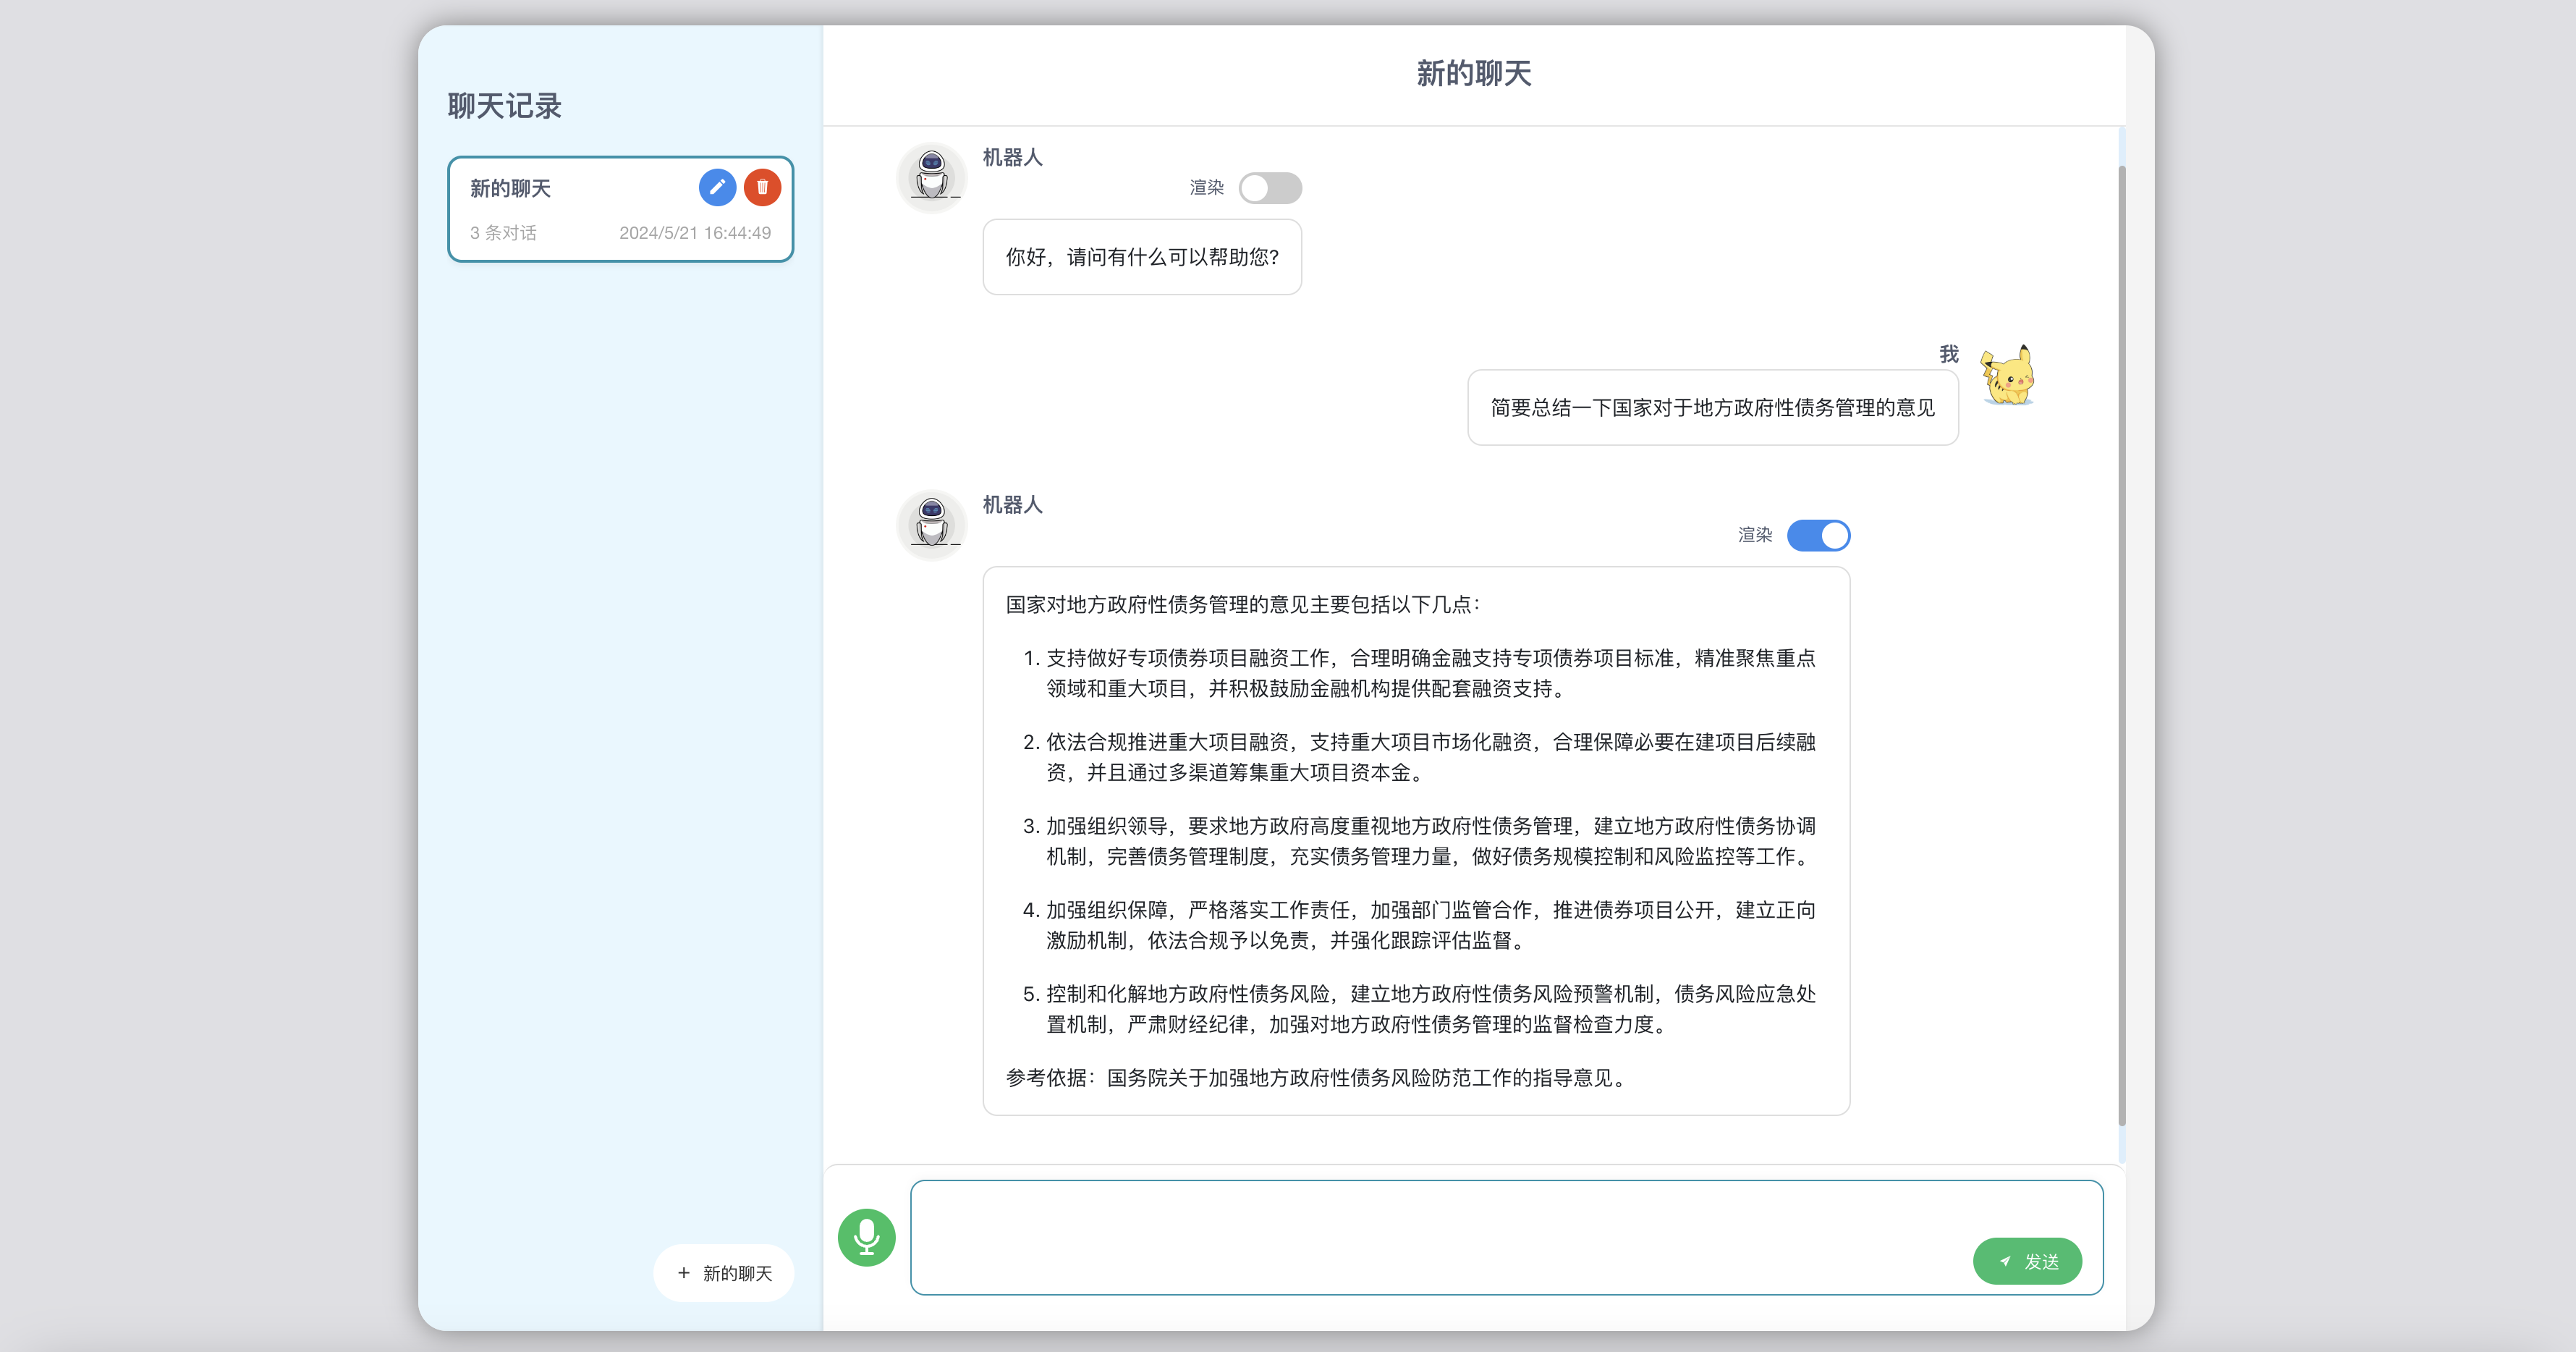 聊天记录
新的聊天
3 条对话 2024/5/21 16:44:49
+ 新的聊天
新的聊天
机器人
渲染
你好，请问有什么可以帮助您?
我
简要总结一下国家对于地方政府性债务管理的意见
机器人
渲染
国家对地方政府性债务管理的意见主要包括以下几点：
1. 支持做好专项债券项目融资工作，合理明确金融支持专项债券项目标准，精准聚焦重点
领域和重大项目，并积极鼓励金融机构提供配套融资支持。
2. 依法合规推进重大项目融资，支持重大项目市场化融资，合理保障必要在建项目后续融
资，并且通过多渠道筹集重大项目资本金。
3. 加强组织领导，要求地方政府高度重视地方政府性债务管理，建立地方政府性债务协调
机制，完善债务管理制度，充实债务管理力量，做好债务规模控制和风险监控等工作。
4. 加强组织保障，严格落实工作责任，加强部门监管合作，推进债券项目公开，建立正向
激励机制，依法合规予以免责，并强化跟踪评估监督。
5. 控制和化解地方政府性债务风险，建立地方政府性债务风险预警机制，债务风险应急处
置机制，严肃财经纪律，加强对地方政府性债务管理的监督检查力度。
参考依据：国务院关于加强地方政府性债务风险防范工作的指导意见。
发送